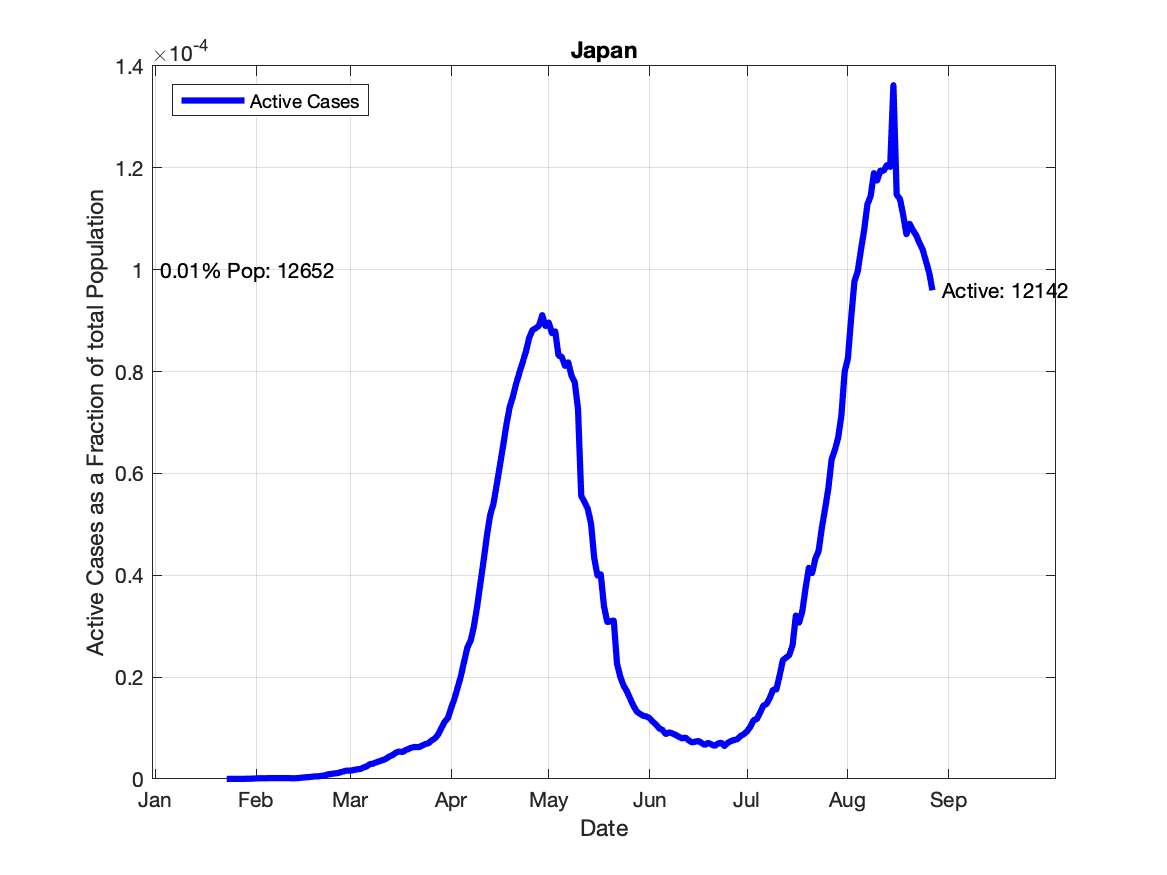 Japan
×10-4
1.4
1.2
1
0.8
0.6
0.4
0.2
0
Active Cases
0.01% Pop: 12652
Active: 12142
Active Cases as a Fraction of total Population
Jan Feb Mar Apr May Jun Jul Aug Sep
Date